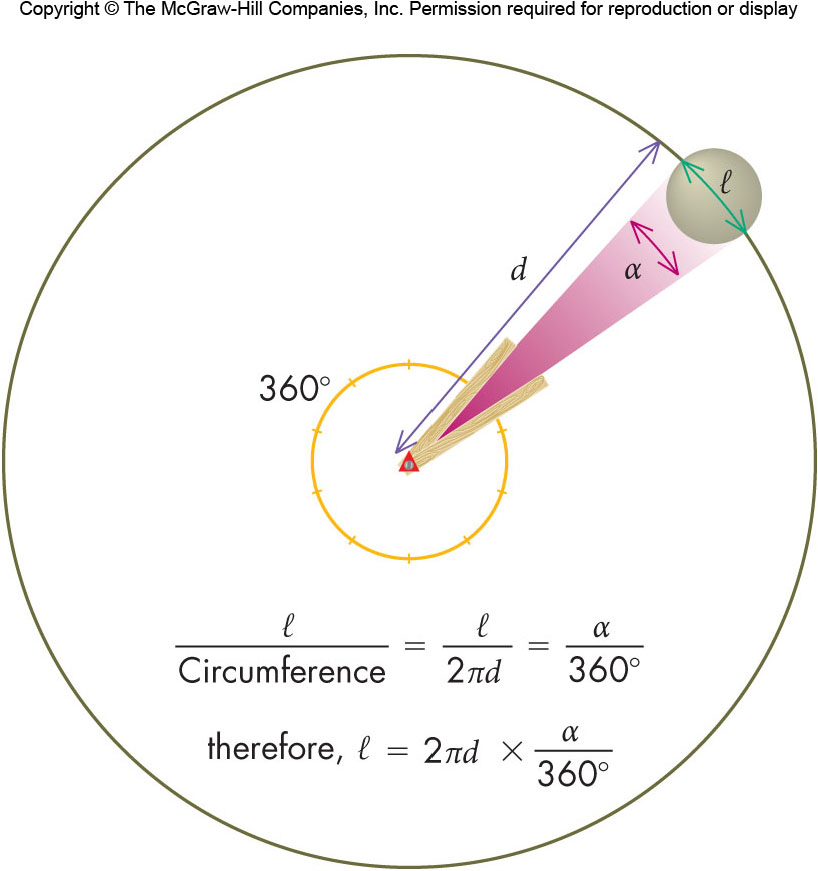 Copyright © The McGraw-Hill Companies, Inc. Permission required for reproduction or display
ℓ
d
α
360°
ℓ/Circumference = ℓ/2πd = α/360°
therefore, ℓ = 2πd × α/360°